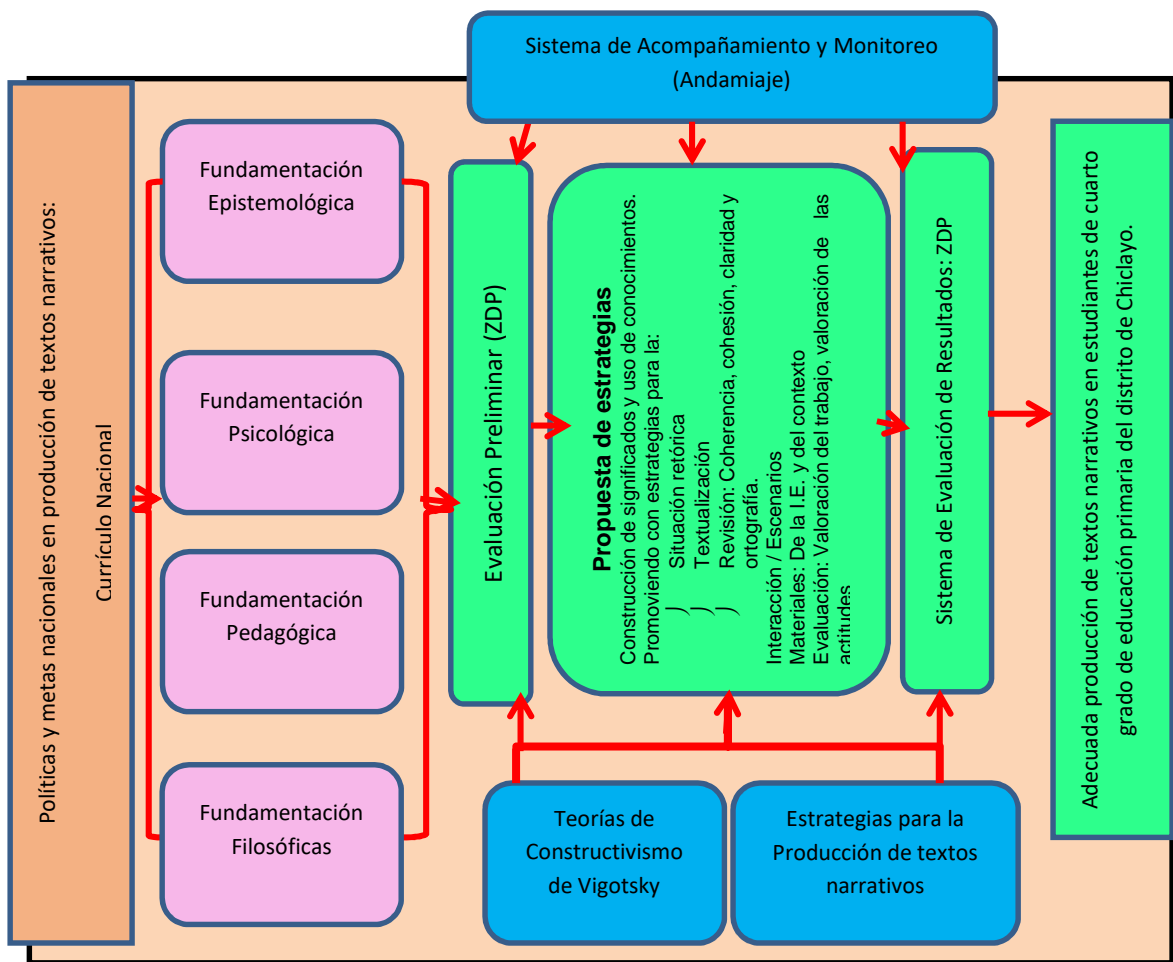 Sistema de Acompañamiento y Monitoreo
(Andamiaje)
Políticas y metas nacionales en producción de textos narrativos:
Currículo Nacional
Fundamentación
Epistemológica
Fundamentación
Psicológica
Fundamentación
Pedagógica
Fundamentación
Filosóficas
Evaluación Preliminar (ZDP)
Propuesta de estrategias
Construcción de significados y uso de conocimientos.
Promoviendo con estrategias para la:
Situación retórica
Textualización
Revisión: Coherencia, cohesión, claridad y
ortografía.
Interacción / Escenarios
Materiales: De la I.E. y del contexto
Evaluación: Valoración del trabajo, valoración de las
actitudes
Sistema de Evaluación de Resultados: ZDP
Adecuada producción de textos narrativos en estudiantes de cuarto
grado de educación primaria del distrito de Chiclayo.
Teorías de
Constructivismo
de Vigotsky
Estrategias para la
Producción de textos
narrativos